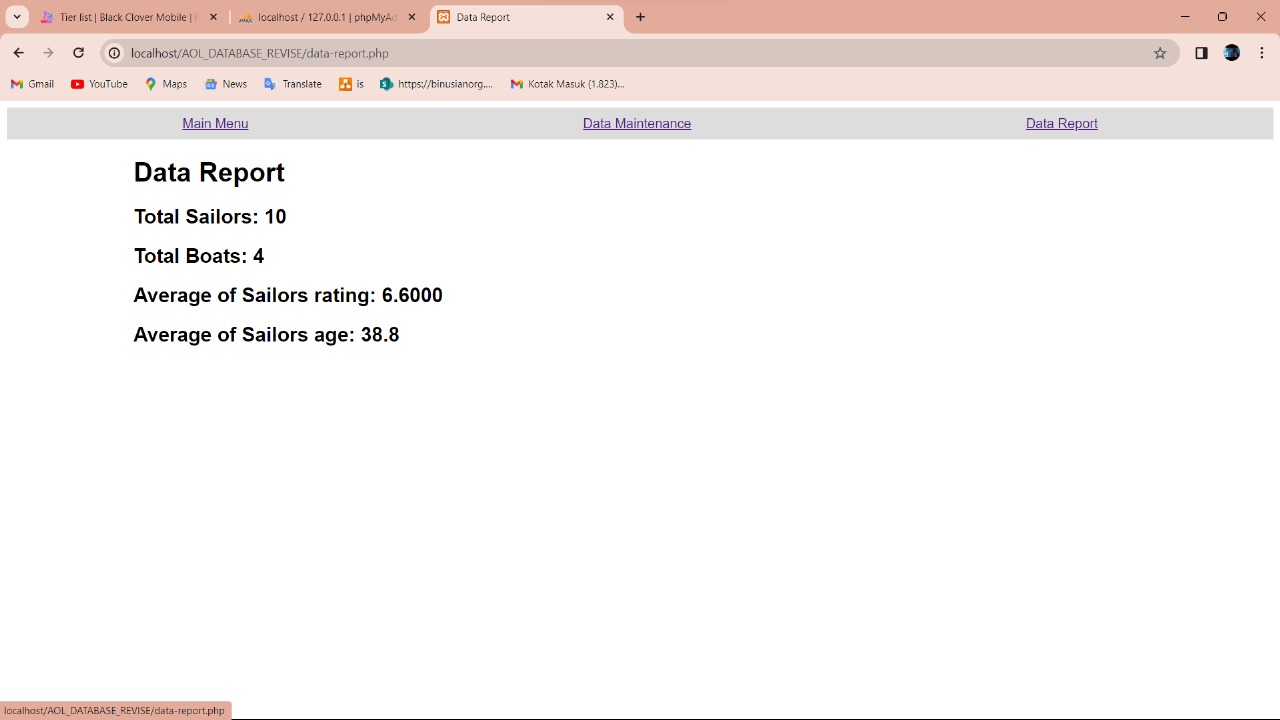 Tier list | Black Clover Mobile |
localhost / 127.0.0.1 | phpMyAd
Data Report
localhost/AOL_DATABASE_REVISE/data-report.php
Gmail YouTube Maps News Translate is https://binusianorg.... Kotak Masuk (1.823)...
Main Menu Data Maintenance Data Report
Data Report
Total Sailors: 10
Total Boats: 4
Average of Sailors rating: 6.6000
Average of Sailors age: 38.8
localhost/AOL_DATABASE_REVISE/data-report.php